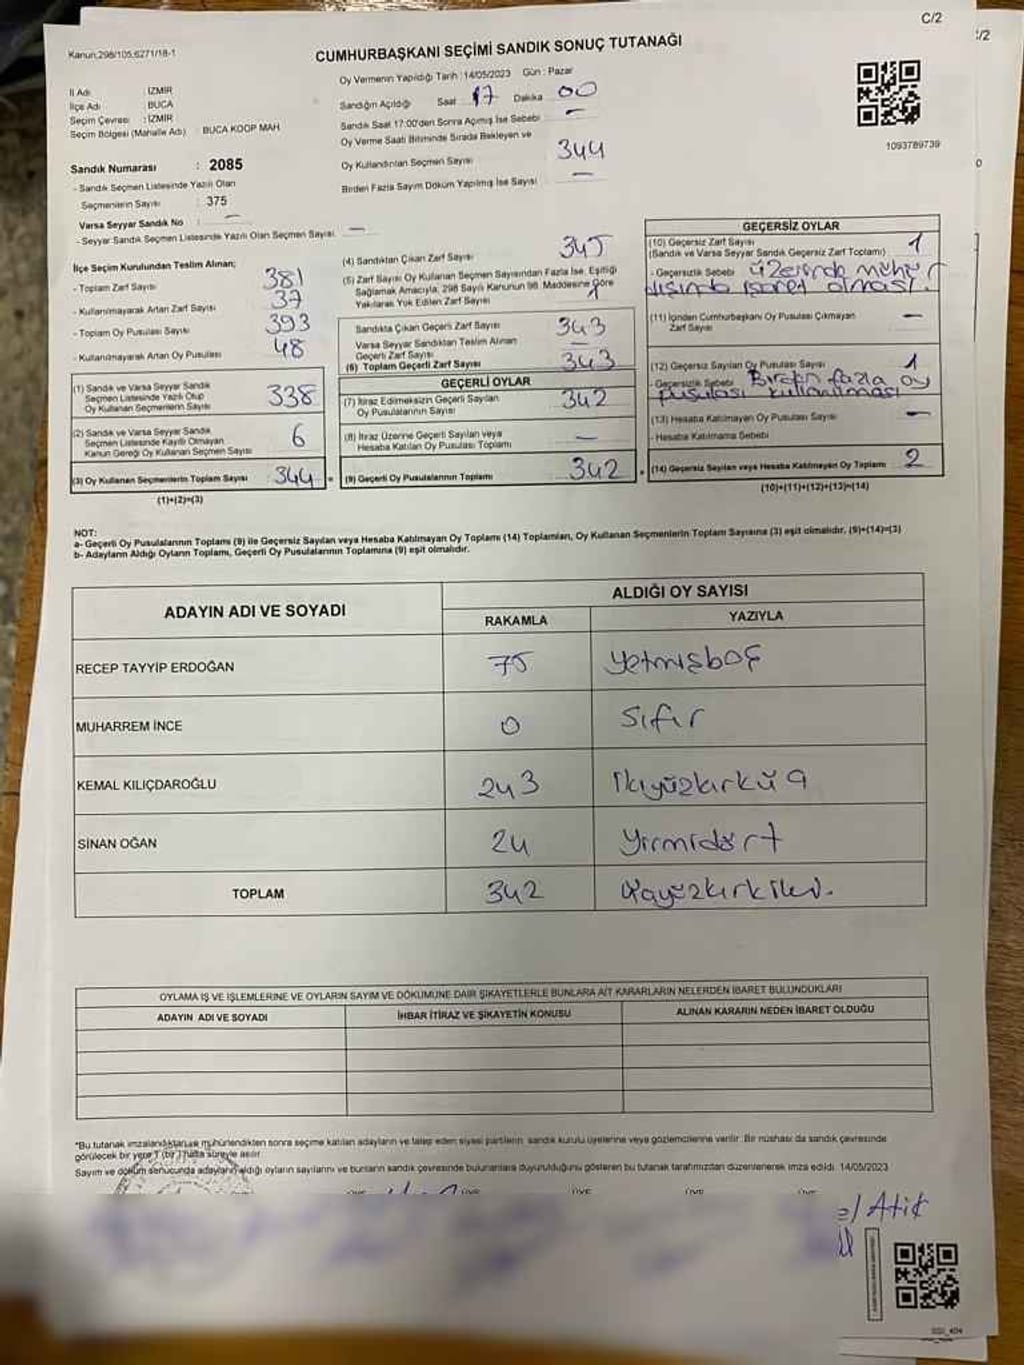 C/2
/2
Kanun:298/105,6271/18-1
CUMHURBAŞKANI SEÇİMİ SANDIK SONUÇ TUTANAĞI
İl Adı : İZMİR
İlçe Adı : BUCA
Seçim Çevresi : İZMİR
Seçim Bölgesi (Mahalle Adı) : BUCA KOOP MAH
Sandık Numarası : 2085
- Sandık Seçmen Listesinde Yazılı Olan
Seçmenlerin Sayısı : 375
Varsa Seyyar Sandık No : —
- Seyyar Sandık Seçmen Listesinde Yazılı Olan Seçmen Sayısı: —
Oy Vermenin Yapıldığı Tarih :14/05/2023 Gün : Pazar
Sandığın Açıldığı Saat 17 Dakika 00
Sandık Saat 17:00'den Sonra Açılmış İse Sebebi —
Oy Verme Saati Bitiminde Sırada Bekleyen ve
Oy Kullandırılan Seçmen Sayısı 344
Birden Fazla Sayım Döküm Yapılmış İse Sayısı —
1093789739
İlçe Seçim Kurulundan Teslim Alınan;
- Toplam Zarf Sayısı 381
- Kullanılmayarak Artan Zarf Sayısı 37
- Toplam Oy Pusulası Sayısı 393
- Kullanılmayarak Artan Oy Pusulası 48
(1) Sandık ve Varsa Seyyar Sandık
Seçmen Listesinde Yazılı Olup
Oy Kullanan Seçmenlerin Sayısı 338
(2) Sandık ve Varsa Seyyar Sandık
Seçmen Listesinde Kayıtlı Olmayan
Kanun Gereği Oy Kullanan Seçmen Sayısı 6
(3) Oy Kullanan Seçmenlerin Toplam Sayısı 344 =
(1)+(2)=(3)
(4) Sandıktan Çıkan Zarf Sayısı 345
(5) Zarf Sayısı Oy Kullanan Seçmen Sayısından Fazla İse, Eşitliği
Sağlamak Amacıyla, 298 Sayılı Kanunun 98. Maddesine Göre
Yakılarak Yok Edilen Zarf Sayısı 1
Sandıkta Çıkan Geçerli Zarf Sayısı 343
Varsa Seyyar Sandıktan Teslim Alınan
Geçerli Zarf Sayısı —
(6) Toplam Geçerli Zarf Sayısı 343
GEÇERLİ OYLAR
(7) İtiraz Edilmeksizin Geçerli Sayılan
Oy Pusulalarının Sayısı 342
(8) İtiraz Üzerine Geçerli Sayılan veya
Hesaba Katılan Oy Pusulası Toplamı —
(9) Geçerli Oy Pusulalarının Toplamı 342 +
GEÇERSİZ OYLAR
(10) Geçersiz Zarf Sayısı 1
(Sandık ve Varsa Seyyar Sandık Geçersiz Zarf Toplamı)
- Geçersizlik Sebebi üzerinde mühür
dışında işaret olması.
(11) İçinden Cumhurbaşkanı Oy Pusulası Çıkmayan
Zarf Sayısı —
(12) Geçersiz Sayılan Oy Pusulası Sayısı 1
- Geçersizlik Sebebi Birden fazla oy
pusulası kullanılması
(13) Hesaba Katılmayan Oy Pusulası Sayısı —
- Hesaba Katılmama Sebebi
(14) Geçersiz Sayılan veya Hesaba Katılmayan Oy Toplamı 2
(10)+(11)+(12)+(13)=(14)
NOT:
a- Geçerli Oy Pusulalarının Toplamı (9) ile Geçersiz Sayılan veya Hesaba Katılmayan Oy Toplamı (14) Toplamları, Oy Kullanan Seçmenlerin Toplam Sayısına (3) eşit olmalıdır. (9)+(14)=(3)
b- Adayların Aldığı Oyların Toplamı, Geçerli Oy Pusulalarının Toplamına (9) eşit olmalıdır.
ADAYIN ADI VE SOYADI
ALDIĞI OY SAYISI
RAKAMLA YAZIYLA
RECEP TAYYİP ERDOĞAN 75 Yetmişbeş
MUHARREM İNCE 0 Sıfır
KEMAL KILIÇDAROĞLU 243 İkiyüzkırküç
SİNAN OĞAN 24 Yirmidört
TOPLAM 342
OYLAMA İŞ VE İŞLEMLERİNE VE OYLARIN SAYIM VE DÖKÜMÜNE DAİR ŞİKAYETLERLE BUNLARA AİT KARARLARIN NELERDEN İBARET BULUNDUKLARI
ADAYIN ADI VE SOYADI İHBAR İTİRAZ VE ŞİKAYETİN KONUSU ALINAN KARARIN NEDEN İBARET OLDUĞU
*Bu tutanak imzalandıktan ve mühürlendikten sonra seçime katılan adayların ve talep eden siyasi partilerin sandık kurulu üyelerine veya gözlemcilerine verilir. Bir nüshası da sandık çevresinde
görülecek bir yere 1 (bir) hafta süreyle asılır.
Sayım ve döküm sonucunda adayların aldığı oyların sayılarını ve bunların sandık çevresinde bulunanlara duyurulduğunu gösteren bu tutanak tarafımızdan düzenlenerek imza edildi. 14/05/2023
ÜYE ÜYE ÜYE ÜYE
el Atik